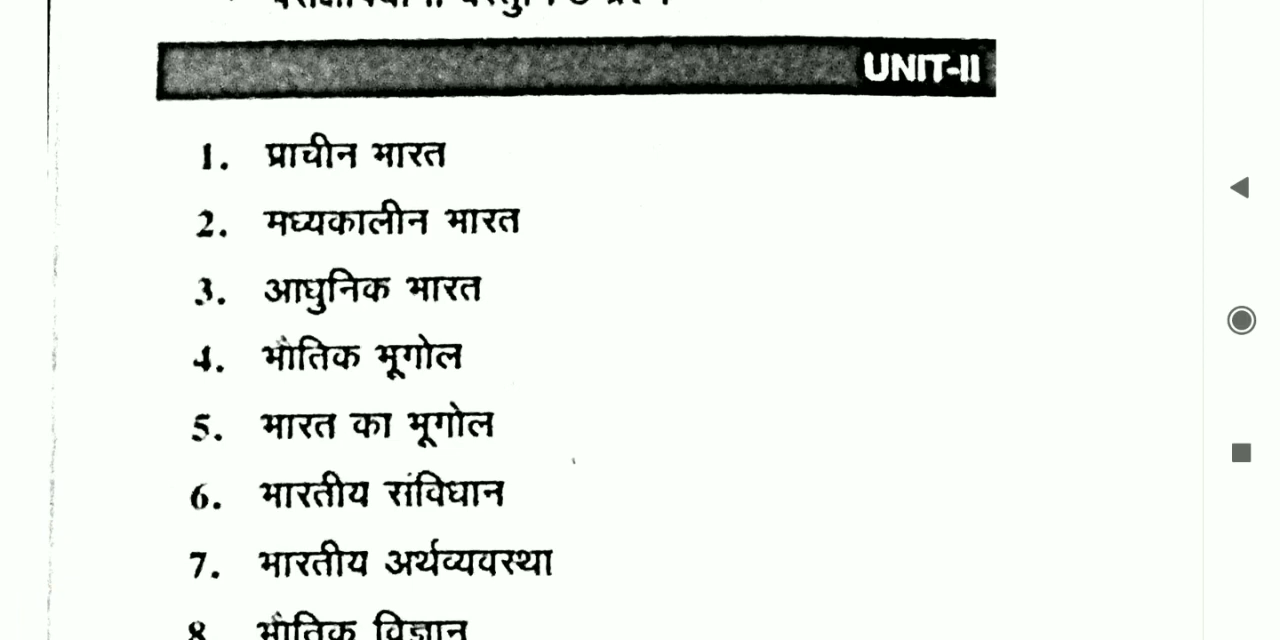 UNIT-II
1. प्राचीन भारत
2. मध्यकालीन भारत
3. आधुनिक भारत
4. भौतिक भूगोल
5. भारत का भूगोल
6. भारतीय संविधान
7. भारतीय अर्थव्यवस्था
8. भौतिक विज्ञान